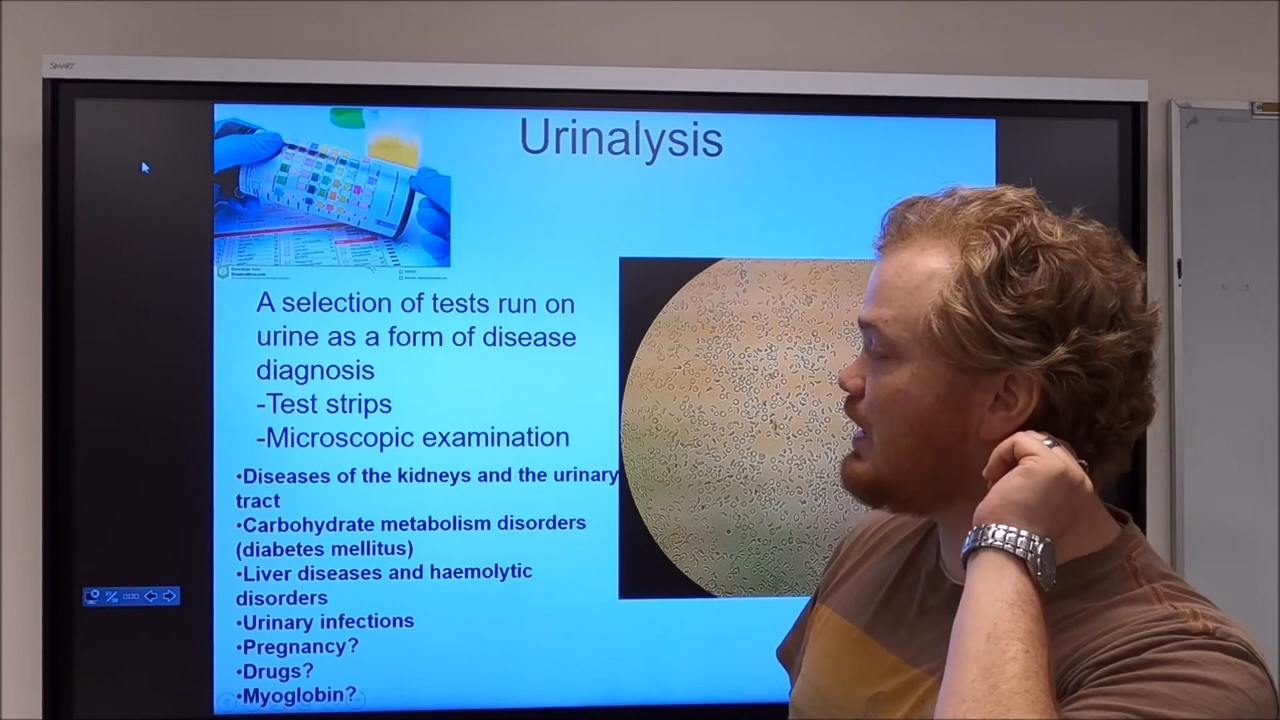 SMART
Urinalysis
A selection of tests run on
urine as a form of disease
diagnosis
-Test strips
-Microscopic examination
•Diseases of the kidneys and the urinary
tract
•Carbohydrate metabolism disorders
(diabetes mellitus)
•Liver diseases and haemolytic
disorders
•Urinary infections
•Pregnancy?
•Drugs?
•Myoglobin?